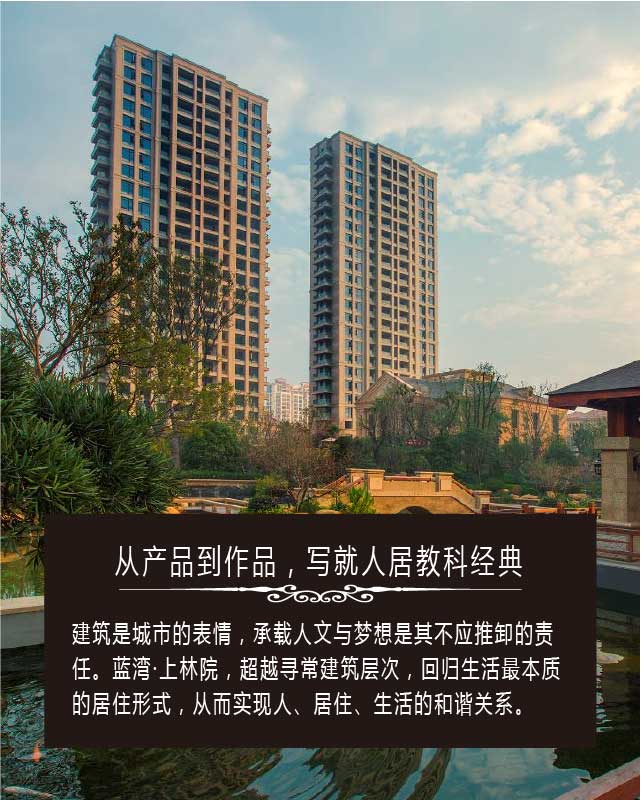 从产品到作品，写就人居教科经典
建筑是城市的表情，承载人文与梦想是其不应推卸的责
任。蓝湾·上林院，超越寻常建筑层次，回归生活最本质
的居住形式，从而实现人、居住、生活的和谐关系。